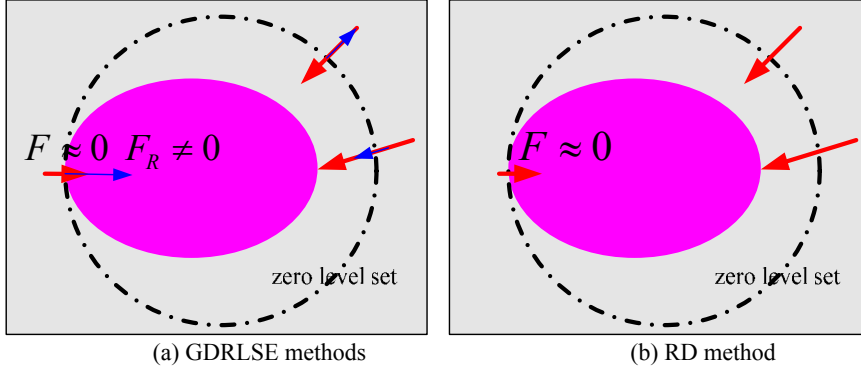 F ≈ 0 F_R ≠ 0
zero level set
(a) GDRLSE methods
F ≈ 0
zero level set
(b) RD method